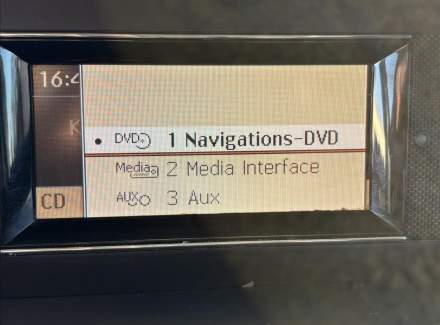 16:4
K
DVD 1 Navigations-DVD
Media 2 Media Interface
AUX 3 Aux
CD